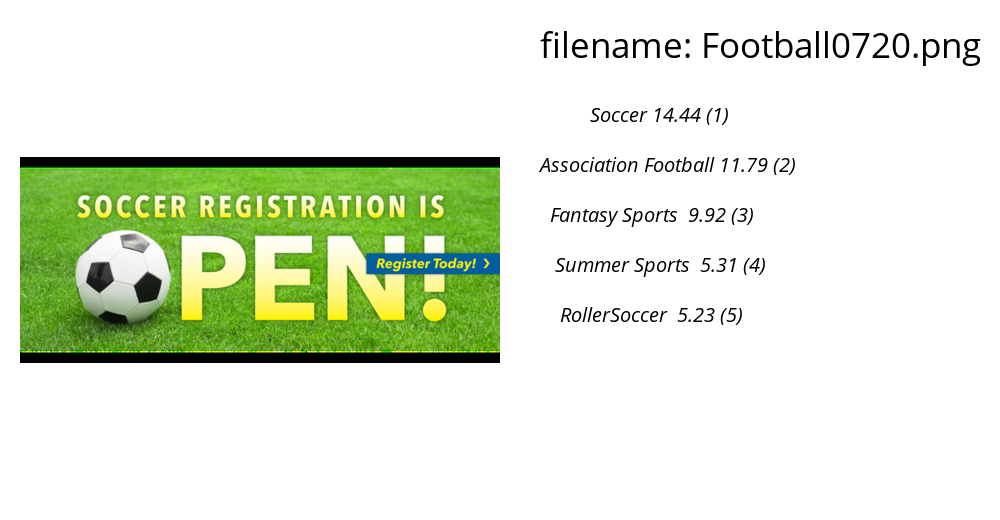 filename: Football0720.png
Soccer 14.44 (1)
Association Football 11.79 (2)
Fantasy Sports 9.92 (3)
Summer Sports 5.31 (4)
RollerSoccer 5.23 (5)
SOCCER REGISTRATION IS
PEN!
Register Today! >